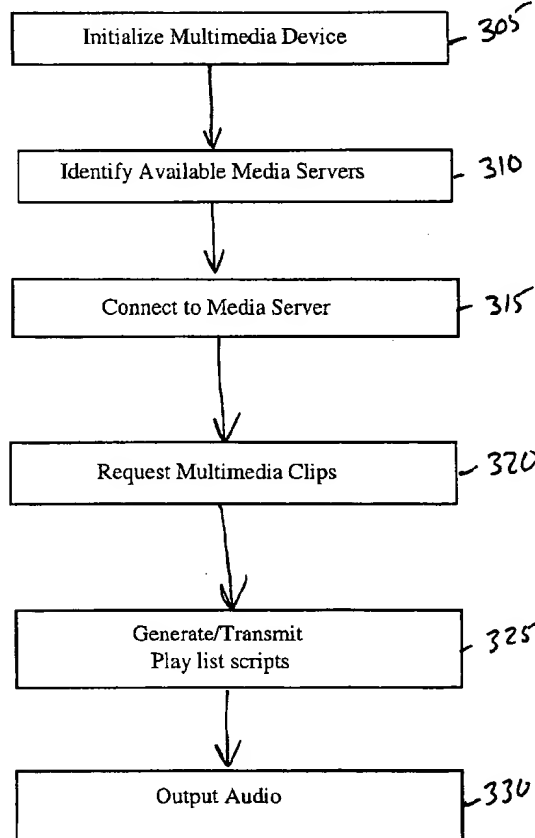 Initialize Multimedia Device
305
Identify Available Media Servers
310
Connect to Media Server
315
Request Multimedia Clips
320
Generate/Transmit
Play list scripts
325
Output Audio
330